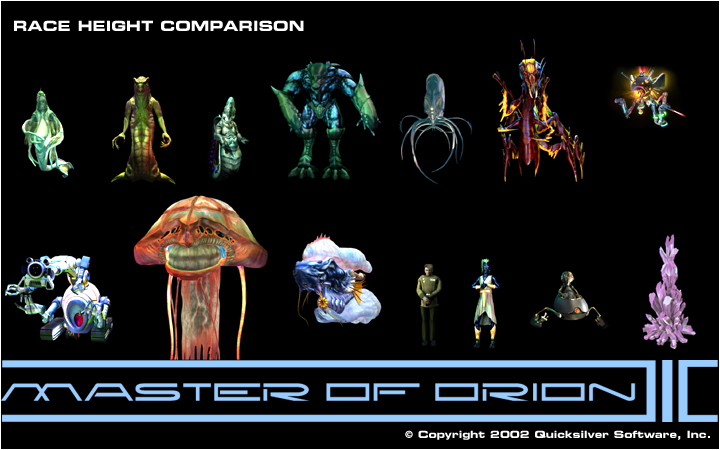 RACE HEIGHT COMPARISON
MASTER OF ORION III
© Copyright 2002 Quicksilver Software, Inc.